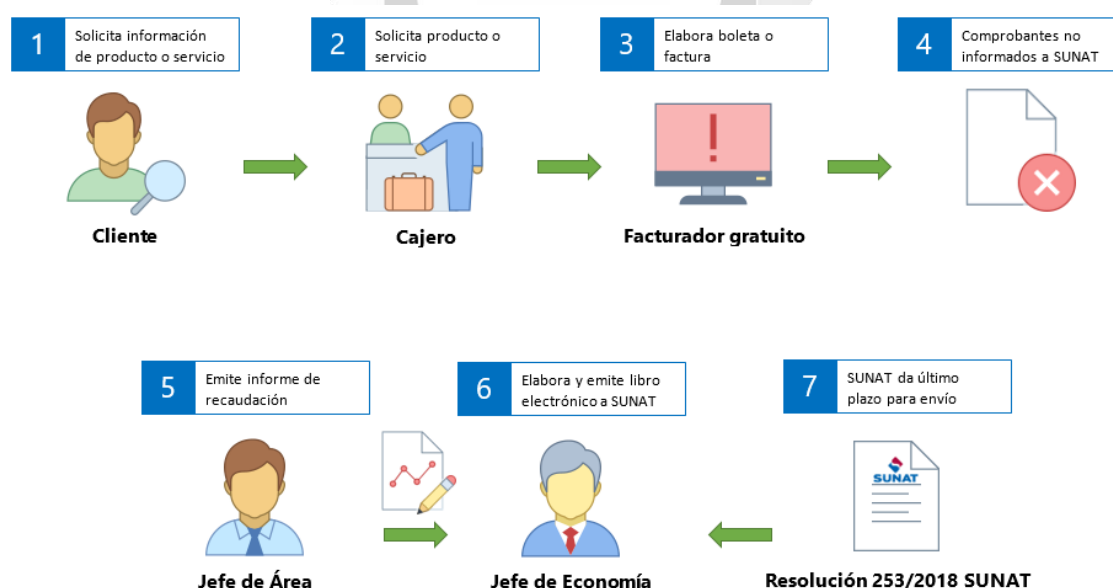 1
Solicita información
de producto o servicio
2
Solicita producto o
servicio
3
Elabora boleta o
factura
4
Comprobantes no
informados a SUNAT
Cliente
Cajero
Facturador gratuito
5
Emite informe de
recaudación
6
Elabora y emite libro
electrónico a SUNAT
7
SUNAT da último
plazo para envío
SUNAT
Jefe de Área
Jefe de Economía
Resolución 253/2018 SUNAT